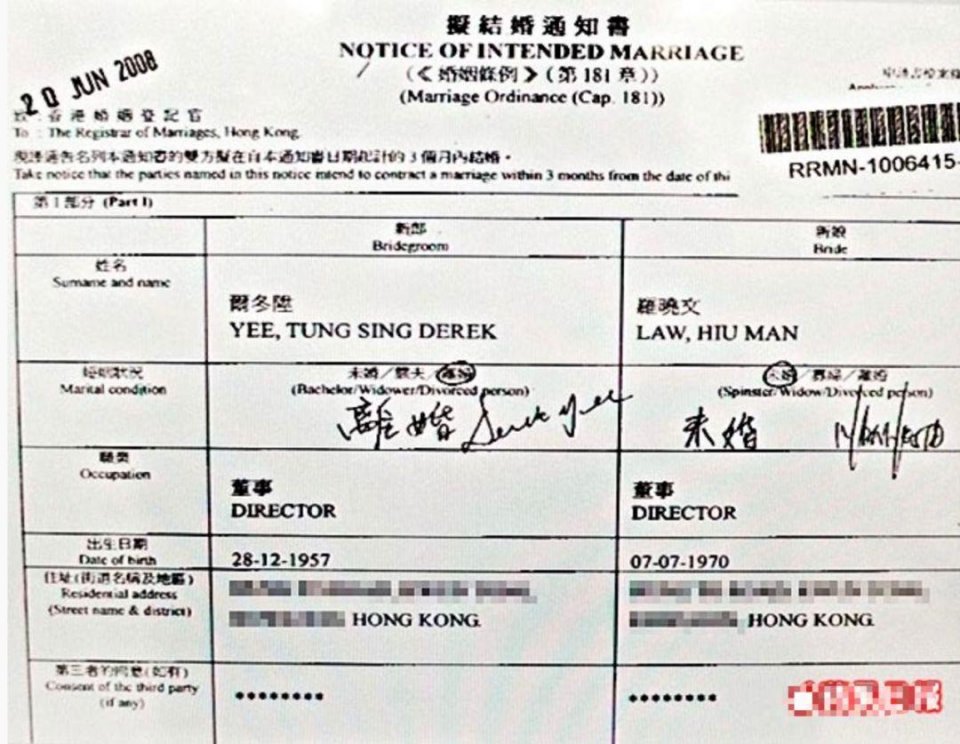 擬結婚通知書
NOTICE OF INTENDED MARRIAGE
(《婚姻條例》(第 181 章))
(Marriage Ordinance (Cap. 181))
20 JUN 2008
致 : 香港婚姻登記官
To : The Registrar of Marriages, Hong Kong.
RRMN-1006415-
現謹通告名列本通知書的雙方擬在自本通知書日期起計的 3 個月內結婚。
Take notice that the parties named in this notice intend to contract a marriage within 3 months from the date of thi
第 1 部分 (Part I)
新郎 新娘
Bridegroom Bride
姓名
Surname and name
爾冬陞 羅曉文
YEE, TUNG SING DEREK LAW, HIU MAN
婚姻狀況 未婚/鰥夫/離婚 未婚/寡婦/離婚
Marital condition (Bachelor/Widower/Divorced person) (Spinster/Widow/Divorced person)
離婚 Derek Yee 未婚
職業
Occupation
董事 董事
DIRECTOR DIRECTOR
出生日期
Date of birth 28-12-1957 07-07-1970
住址(街道名稱及地區)
Residential address
(Street name & district) HONG KONG. HONG KONG.
第三者的同意(如有)
Consent of the third party ******** ********
(if any)